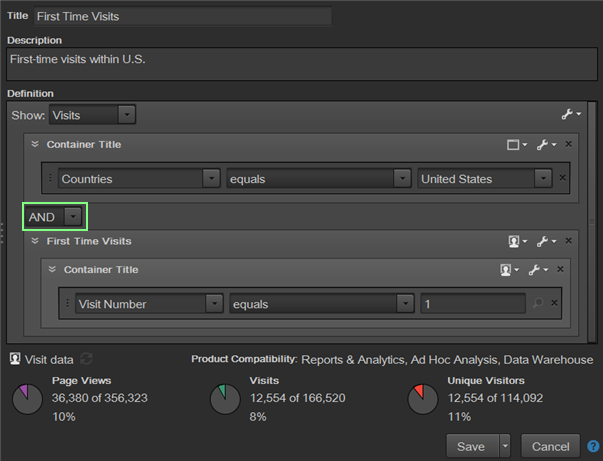 Title First Time Visits
Description
First-time visits within U.S.
Definition
Show: Visits
Container Title
Countries equals United States
AND
First Time Visits
Container Title
Visit Number equals 1
Visit data Product Compatibility: Reports & Analytics, Ad Hoc Analysis, Data Warehouse
Page Views Visits Unique Visitors
36,380 of 356,323 12,554 of 166,520 12,554 of 114,092
10% 8% 11%
Save Cancel ?